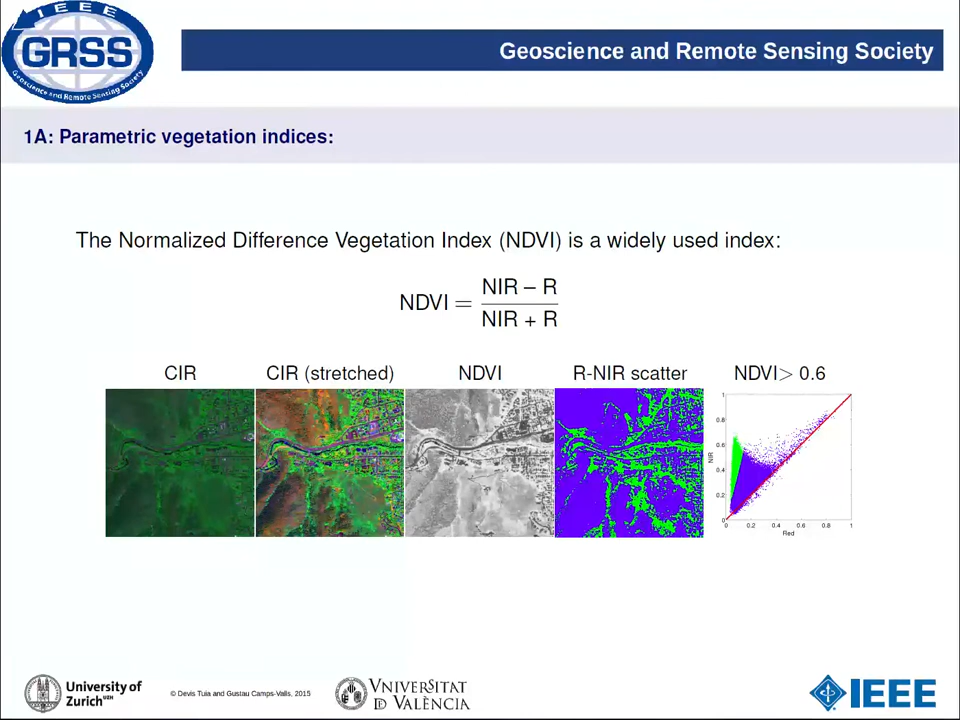 IEEE
GRSS
Geoscience and Remote Sensing Society
Geoscience and Remote Sensing Society
1A: Parametric vegetation indices:
The Normalized Difference Vegetation Index (NDVI) is a widely used index:
NDVI = NIR – R
NIR + R
CIR CIR (stretched) NDVI R-NIR scatter NDVI> 0.6
1
0.8
0.6
0.4
0.2
0
NIR
0 0.2 0.4 0.6 0.8 1
Red
University of
Zurich UZH
© Devis Tuia and Gustau Camps-Valls, 2015
VNIVERSITAT
ID VALÈNCIA
IEEE